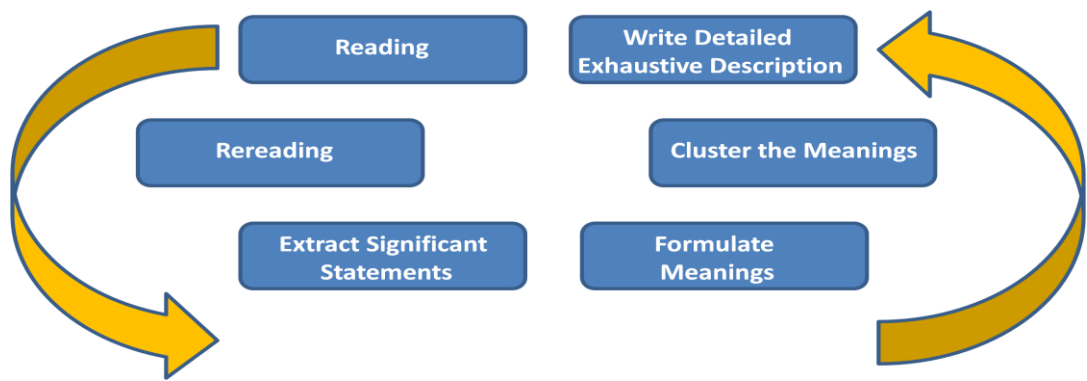 Reading
Rereading
Extract Significant
Statements
Formulate
Meanings
Cluster the Meanings
Write Detailed
Exhaustive Description